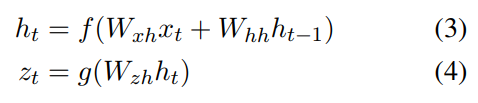 h_t = f(W_{xh}x_t + W_{hh}h_{t-1}) (3)
z_t = g(W_{zh}h_t) (4)